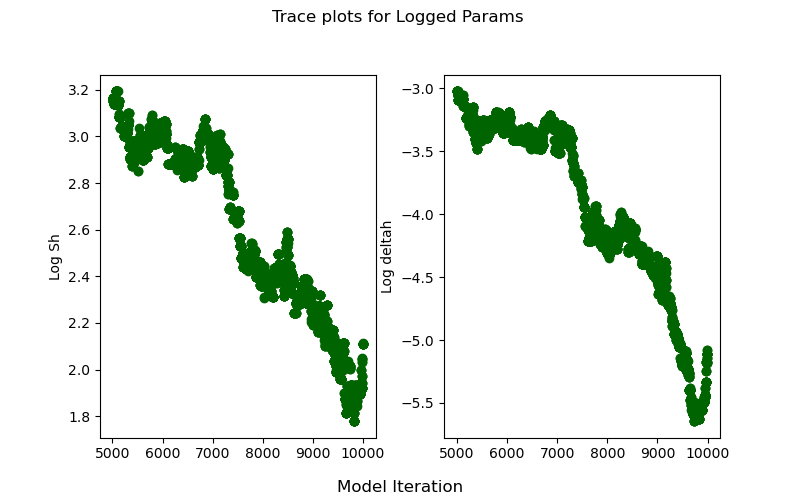 Trace plots for Logged Params
Log Sh
3.2
3.0
2.8
2.6
2.4
2.2
2.0
1.8
5000 6000 7000 8000 9000 10000
Log deltah
−3.0
−3.5
−4.0
−4.5
−5.0
−5.5
5000 6000 7000 8000 9000 10000
Model Iteration